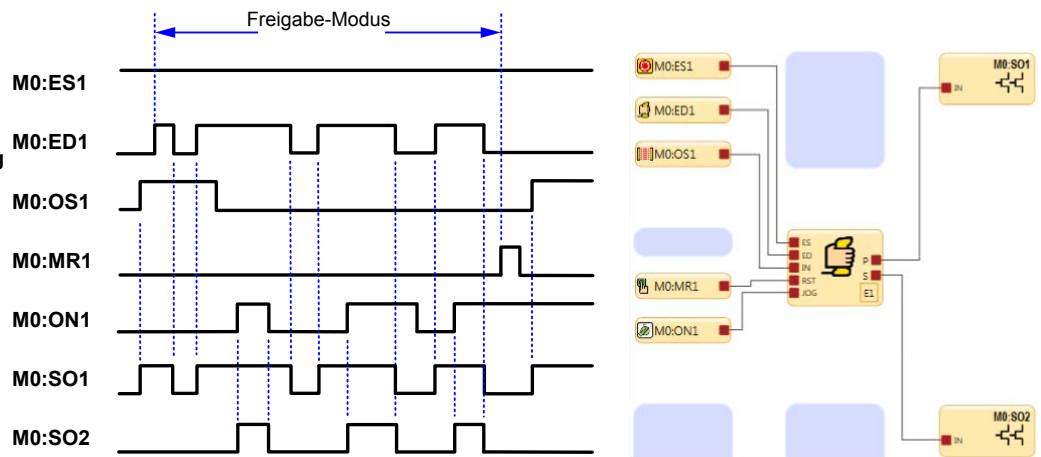 Freigabe-Modus
M0:ES1
M0:ED1
g
M0:OS1
M0:MR1
M0:ON1
M0:SO1
M0:SO2
M0:ES1
M0:ED1
M0:OS1
M0:MR1
M0:ON1
ES
ED
IN
RST
JOG
P
S
E1
M0:SO1
IN
M0:SO2
IN